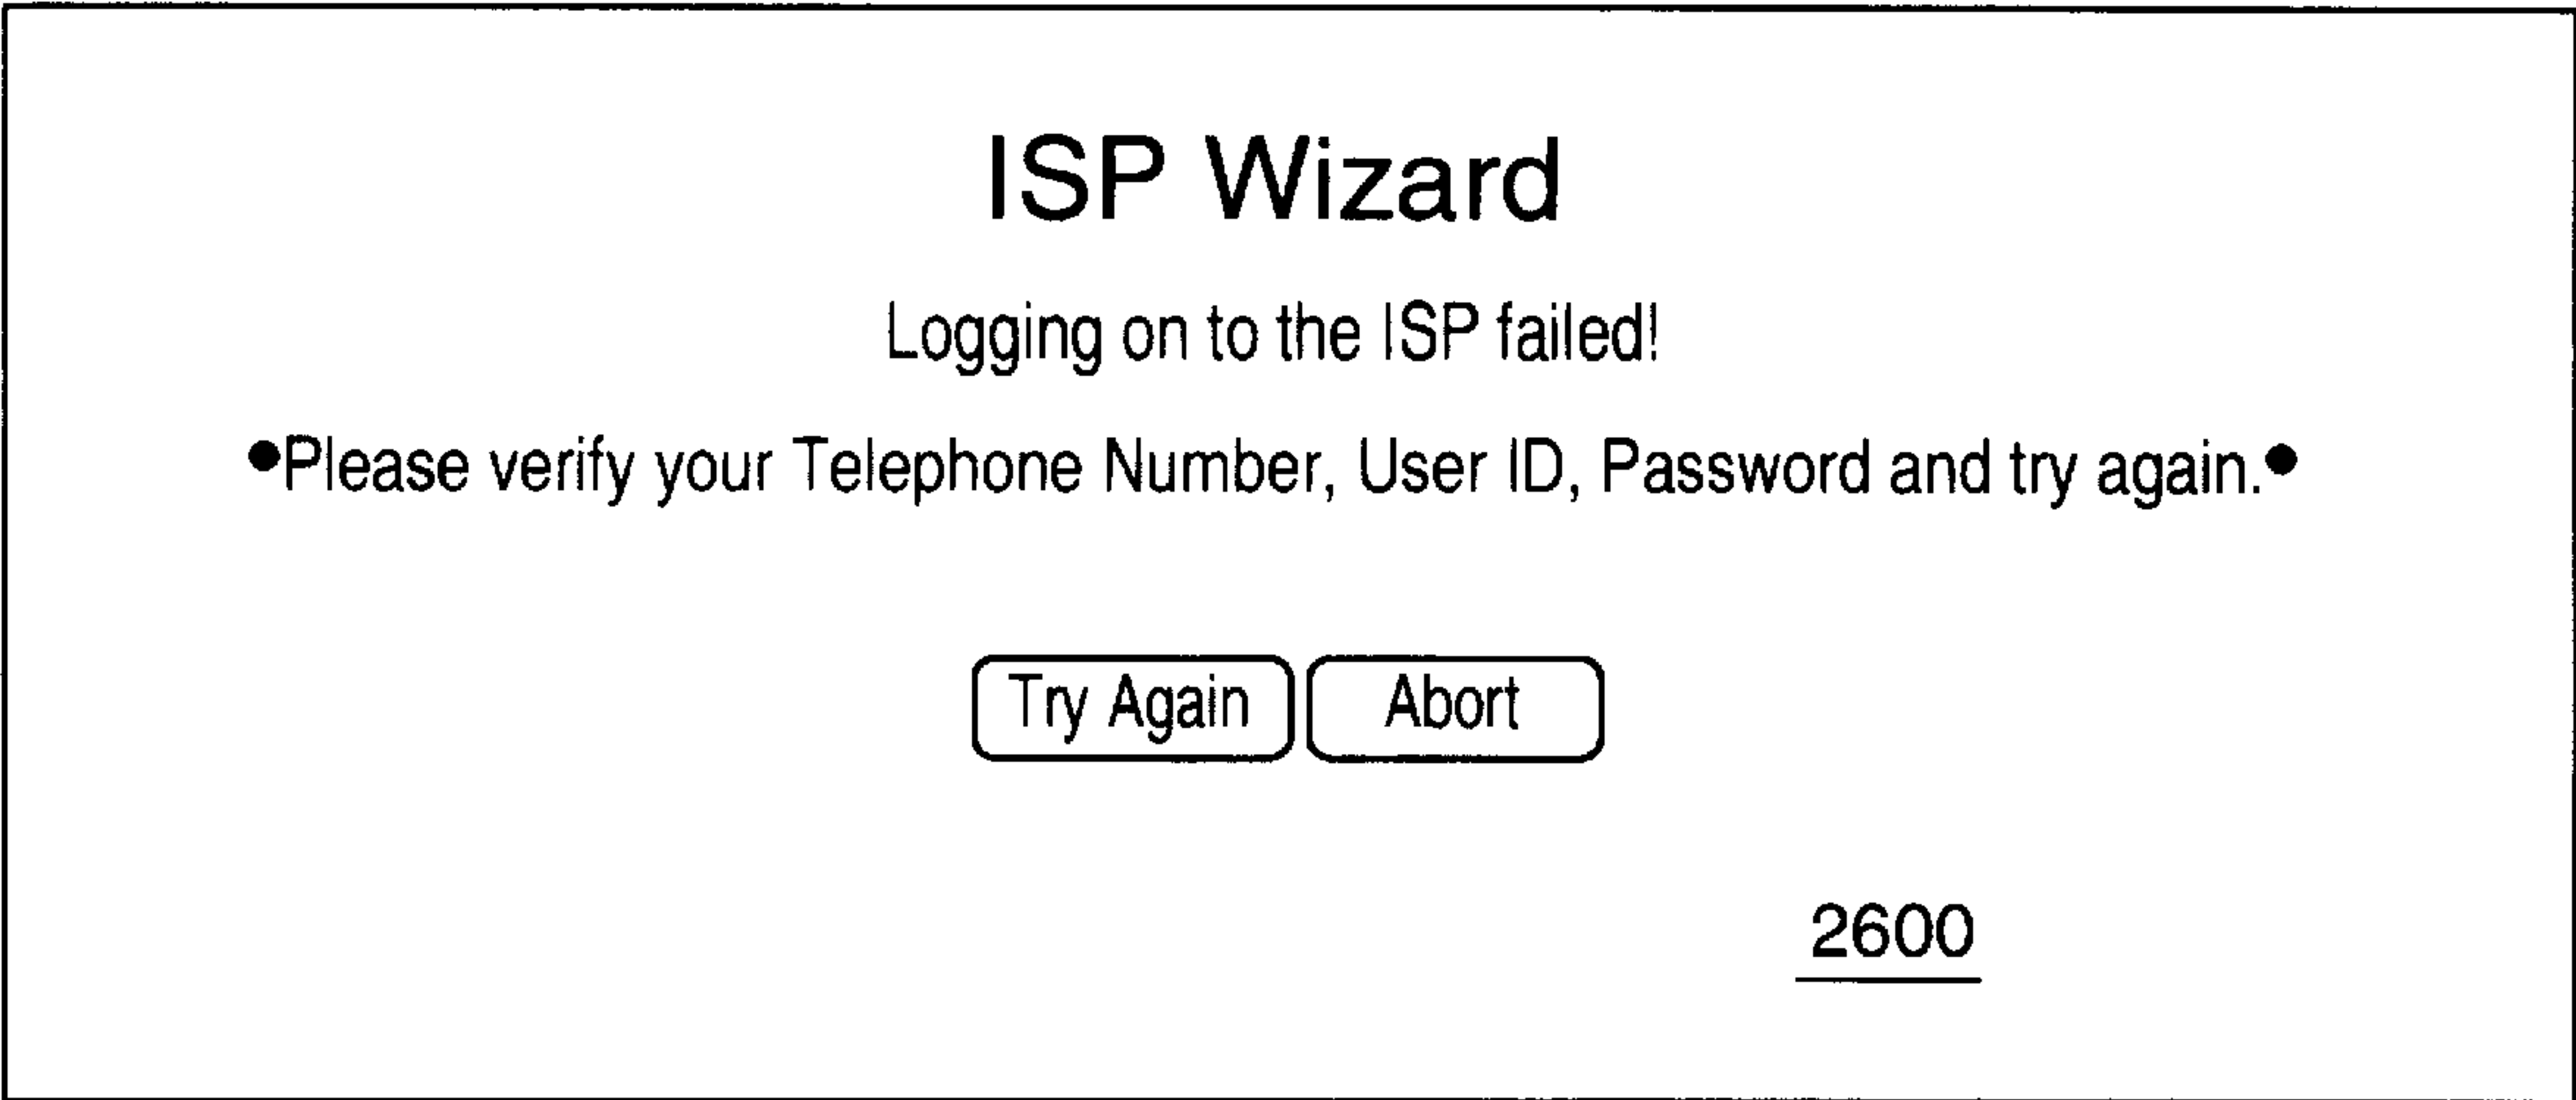 ISP Wizard
Logging on to the ISP failed!
•Please verify your Telephone Number, User ID, Password and try again.•
Try Again Abort
2600